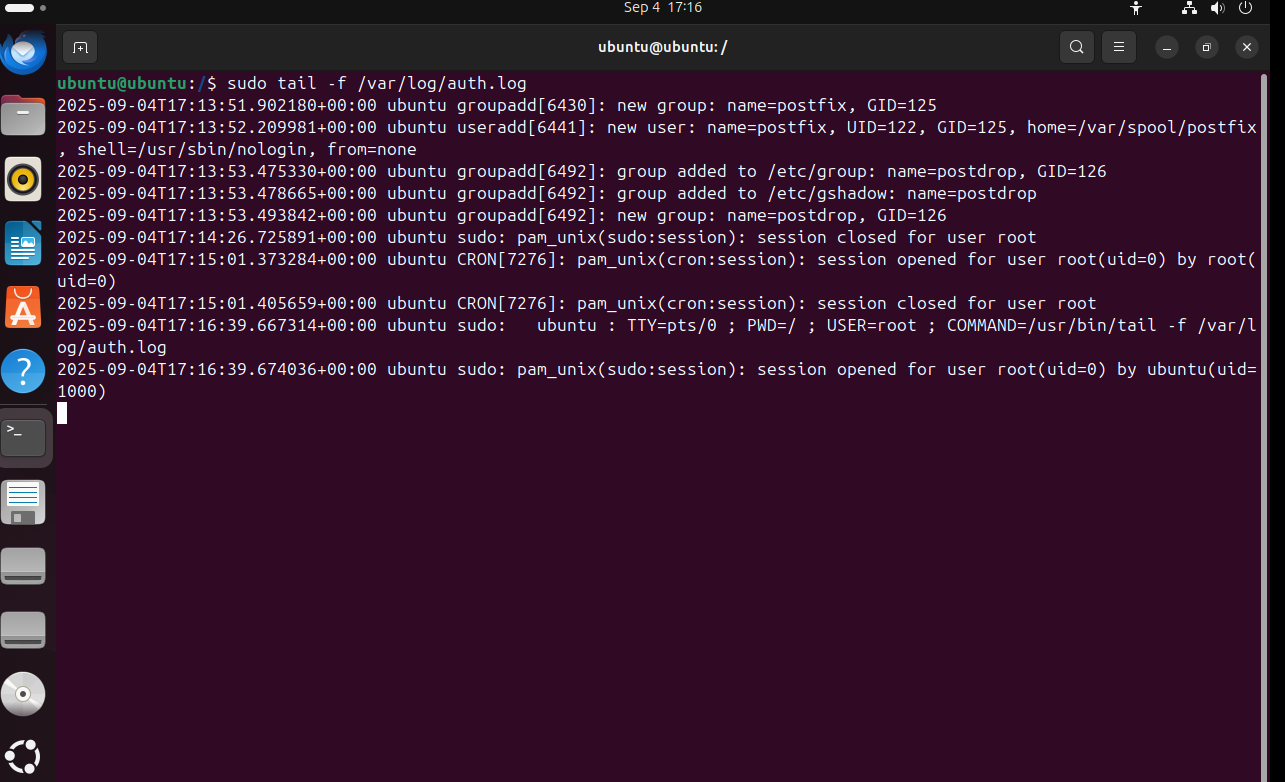 Sep 4 17:16
ubuntu@ubuntu: /
ubuntu@ubuntu:/$ sudo tail -f /var/log/auth.log
2025-09-04T17:13:51.902180+00:00 ubuntu groupadd[6430]: new group: name=postfix, GID=125
2025-09-04T17:13:52.209981+00:00 ubuntu useradd[6441]: new user: name=postfix, UID=122, GID=125, home=/var/spool/postfix
, shell=/usr/sbin/nologin, from=none
2025-09-04T17:13:53.475330+00:00 ubuntu groupadd[6492]: group added to /etc/group: name=postdrop, GID=126
2025-09-04T17:13:53.478665+00:00 ubuntu groupadd[6492]: group added to /etc/gshadow: name=postdrop
2025-09-04T17:13:53.493842+00:00 ubuntu groupadd[6492]: new group: name=postdrop, GID=126
2025-09-04T17:14:26.725891+00:00 ubuntu sudo: pam_unix(sudo:session): session closed for user root
2025-09-04T17:15:01.373284+00:00 ubuntu CRON[7276]: pam_unix(cron:session): session opened for user root(uid=0) by root(
uid=0)
2025-09-04T17:15:01.405659+00:00 ubuntu CRON[7276]: pam_unix(cron:session): session closed for user root
2025-09-04T17:16:39.667314+00:00 ubuntu sudo:   ubuntu : TTY=pts/0 ; PWD=/ ; USER=root ; COMMAND=/usr/bin/tail -f /var/l
og/auth.log
2025-09-04T17:16:39.674036+00:00 ubuntu sudo: pam_unix(sudo:session): session opened for user root(uid=0) by ubuntu(uid=
1000)